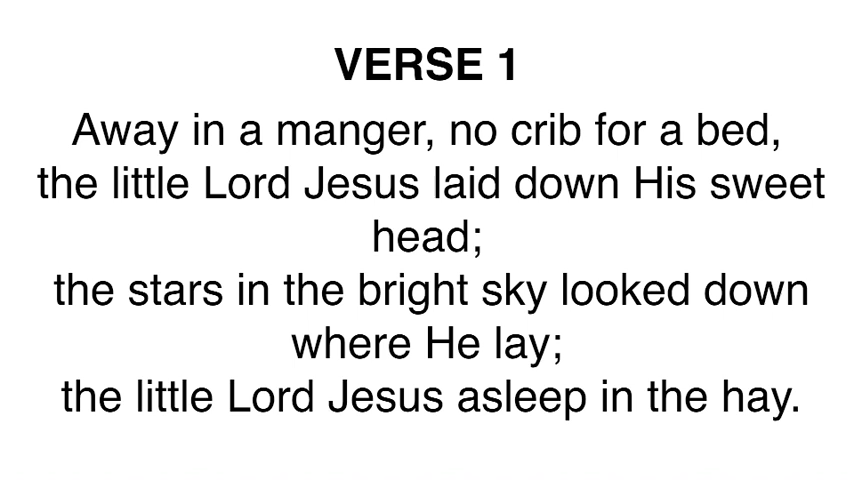 VERSE 1
Away in a manger, no crib for a bed,
the little Lord Jesus laid down His sweet
head;
the stars in the bright sky looked down
where He lay;
the little Lord Jesus asleep in the hay.